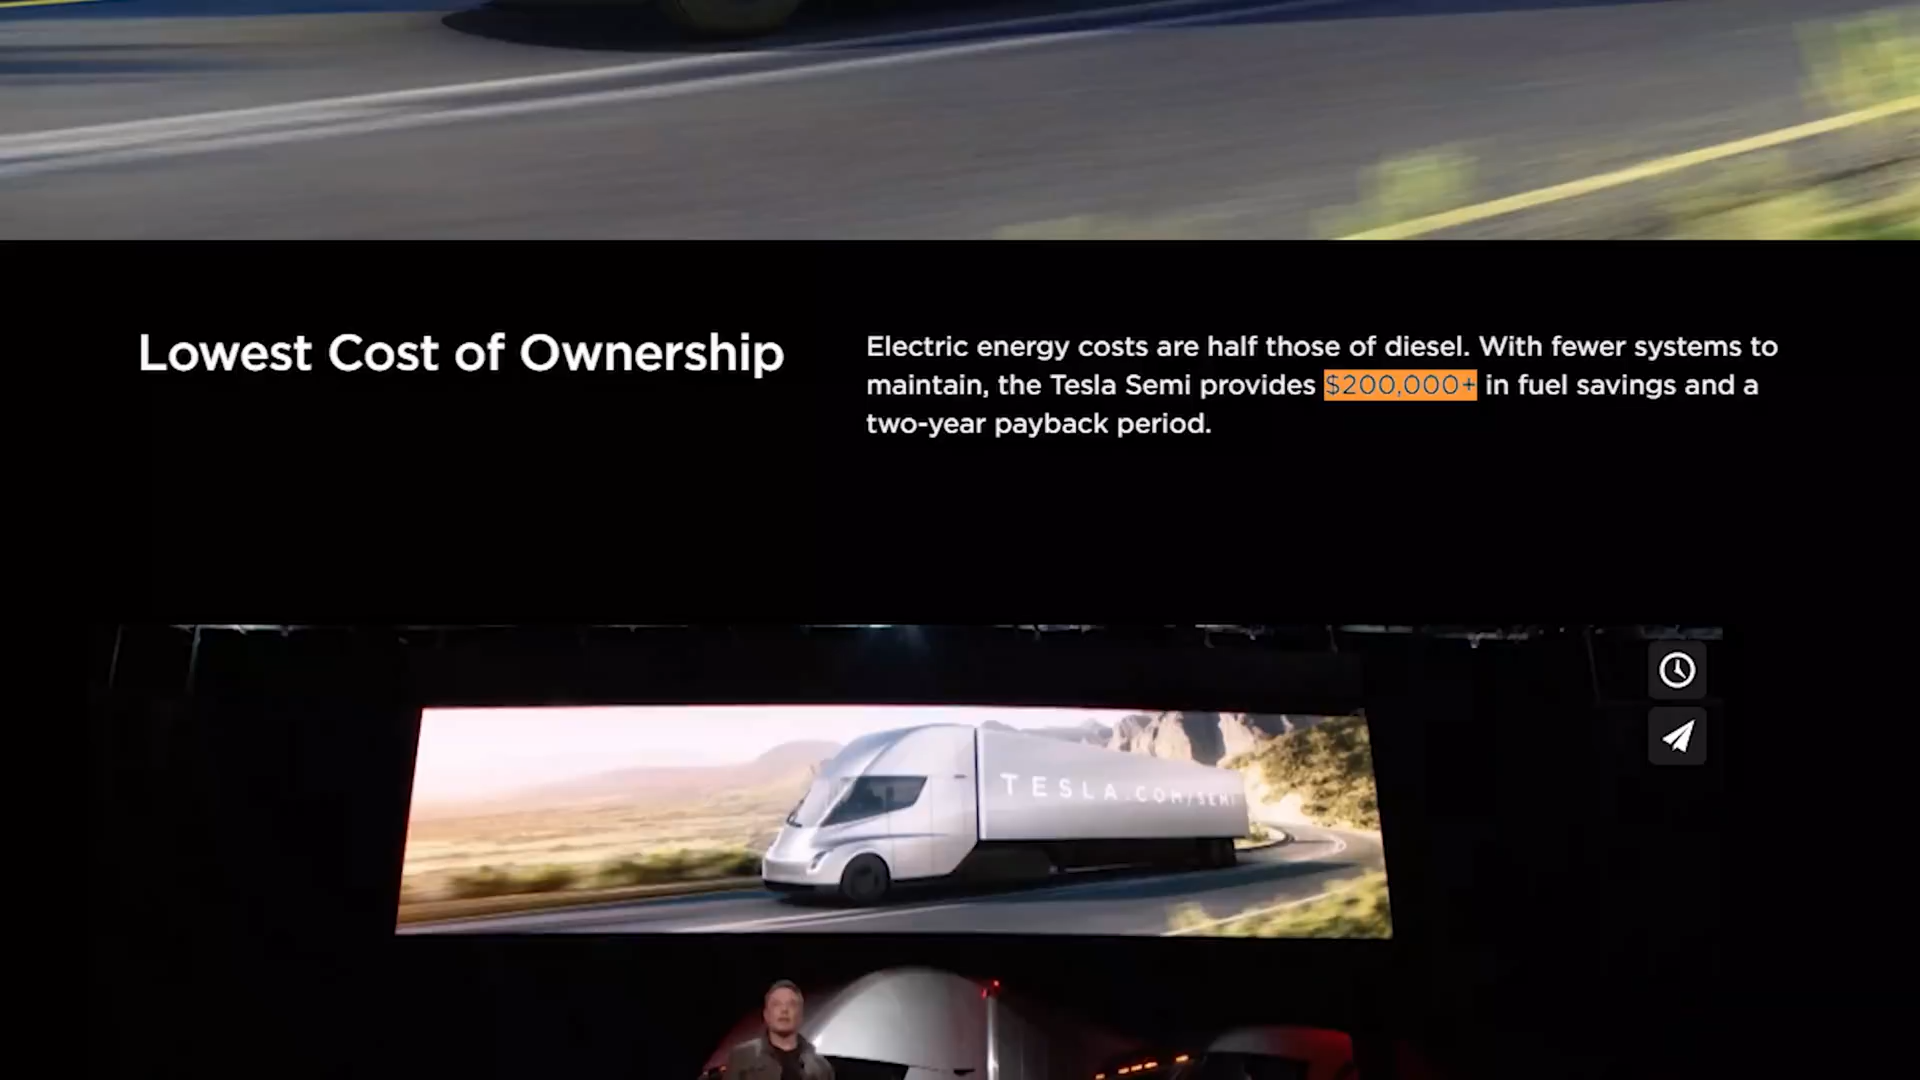 Lowest Cost of Ownership
Electric energy costs are half those of diesel. With fewer systems to
maintain, the Tesla Semi provides $200,000+ in fuel savings and a
two-year payback period.
TESLA.COM/SEMI